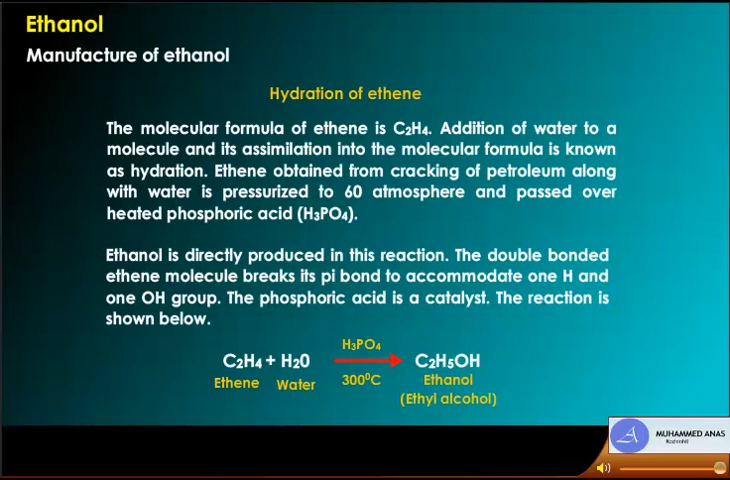 Ethanol
Manufacture of ethanol
Hydration of ethene
The molecular formula of ethene is C₂H₄. Addition of water to a
molecule and its assimilation into the molecular formula is known
as hydration. Ethene obtained from cracking of petroleum along
with water is pressurized to 60 atmosphere and passed over
heated phosphoric acid (H₃PO₄).
Ethanol is directly produced in this reaction. The double bonded
ethene molecule breaks its pi bond to accommodate one H and
one OH group. The phosphoric acid is a catalyst. The reaction is
shown below.
H₃PO₄
C₂H₄ + H₂0 C₂H₅OH
Ethene Water 300⁰C Ethanol
(Ethyl alcohol)
MUHAMMED ANAS